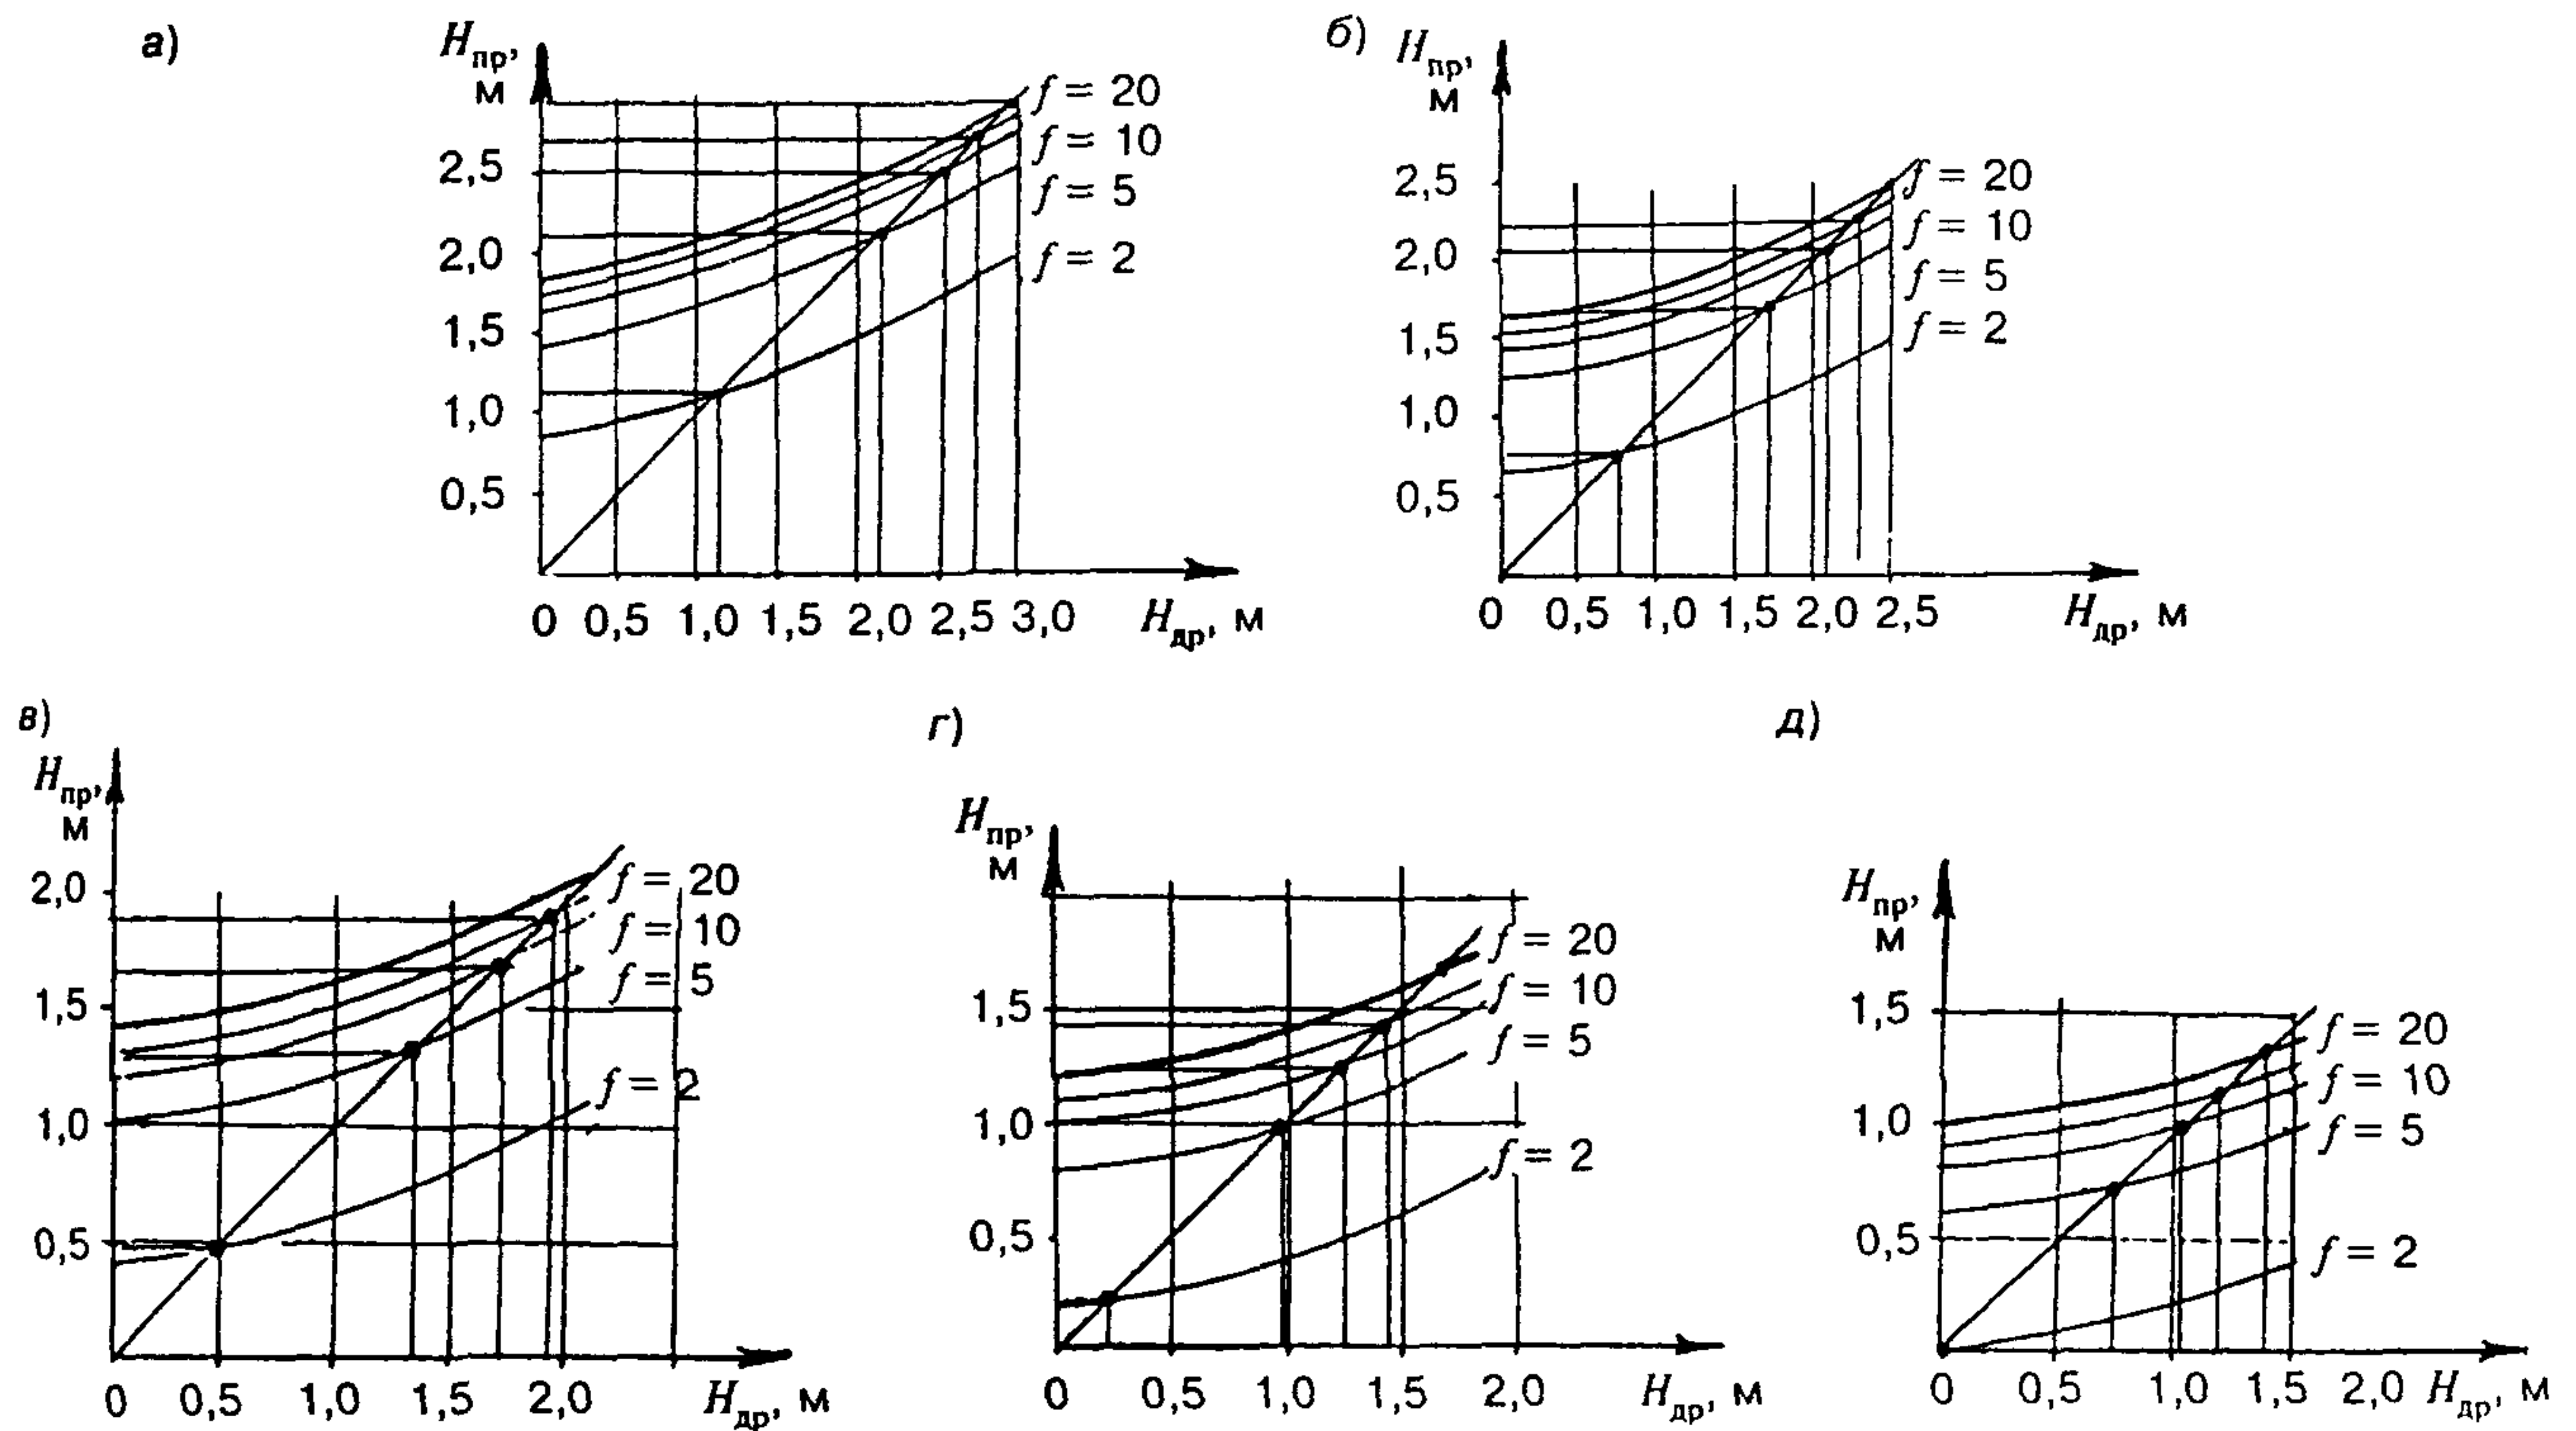 а)
Hпр, м
f = 20
f = 10
f = 5
f = 2
2,5
2,0
1,5
1,0
0,5
0 0,5 1,0 1,5 2,0 2,5 3,0 Hдр, м
б)
Hпр, м
f = 20
f = 10
f = 5
f = 2
2,5
2,0
1,5
1,0
0,5
0 0,5 1,0 1,5 2,0 2,5 Hдр, м
в)
Hпр, м
f = 20
f = 10
f = 5
f = 2
2,0
1,5
1,0
0,5
0 0,5 1,0 1,5 2,0 Hдр, м
г)
Hпр, м
f = 20
f = 10
f = 5
f = 2
1,5
1,0
0,5
0 0,5 1,0 1,5 2,0 Hдр, м
д)
Hпр, м
f = 20
f = 10
f = 5
f = 2
1,5
1,0
0,5
0 0,5 1,0 1,5 2,0 Hдр, м